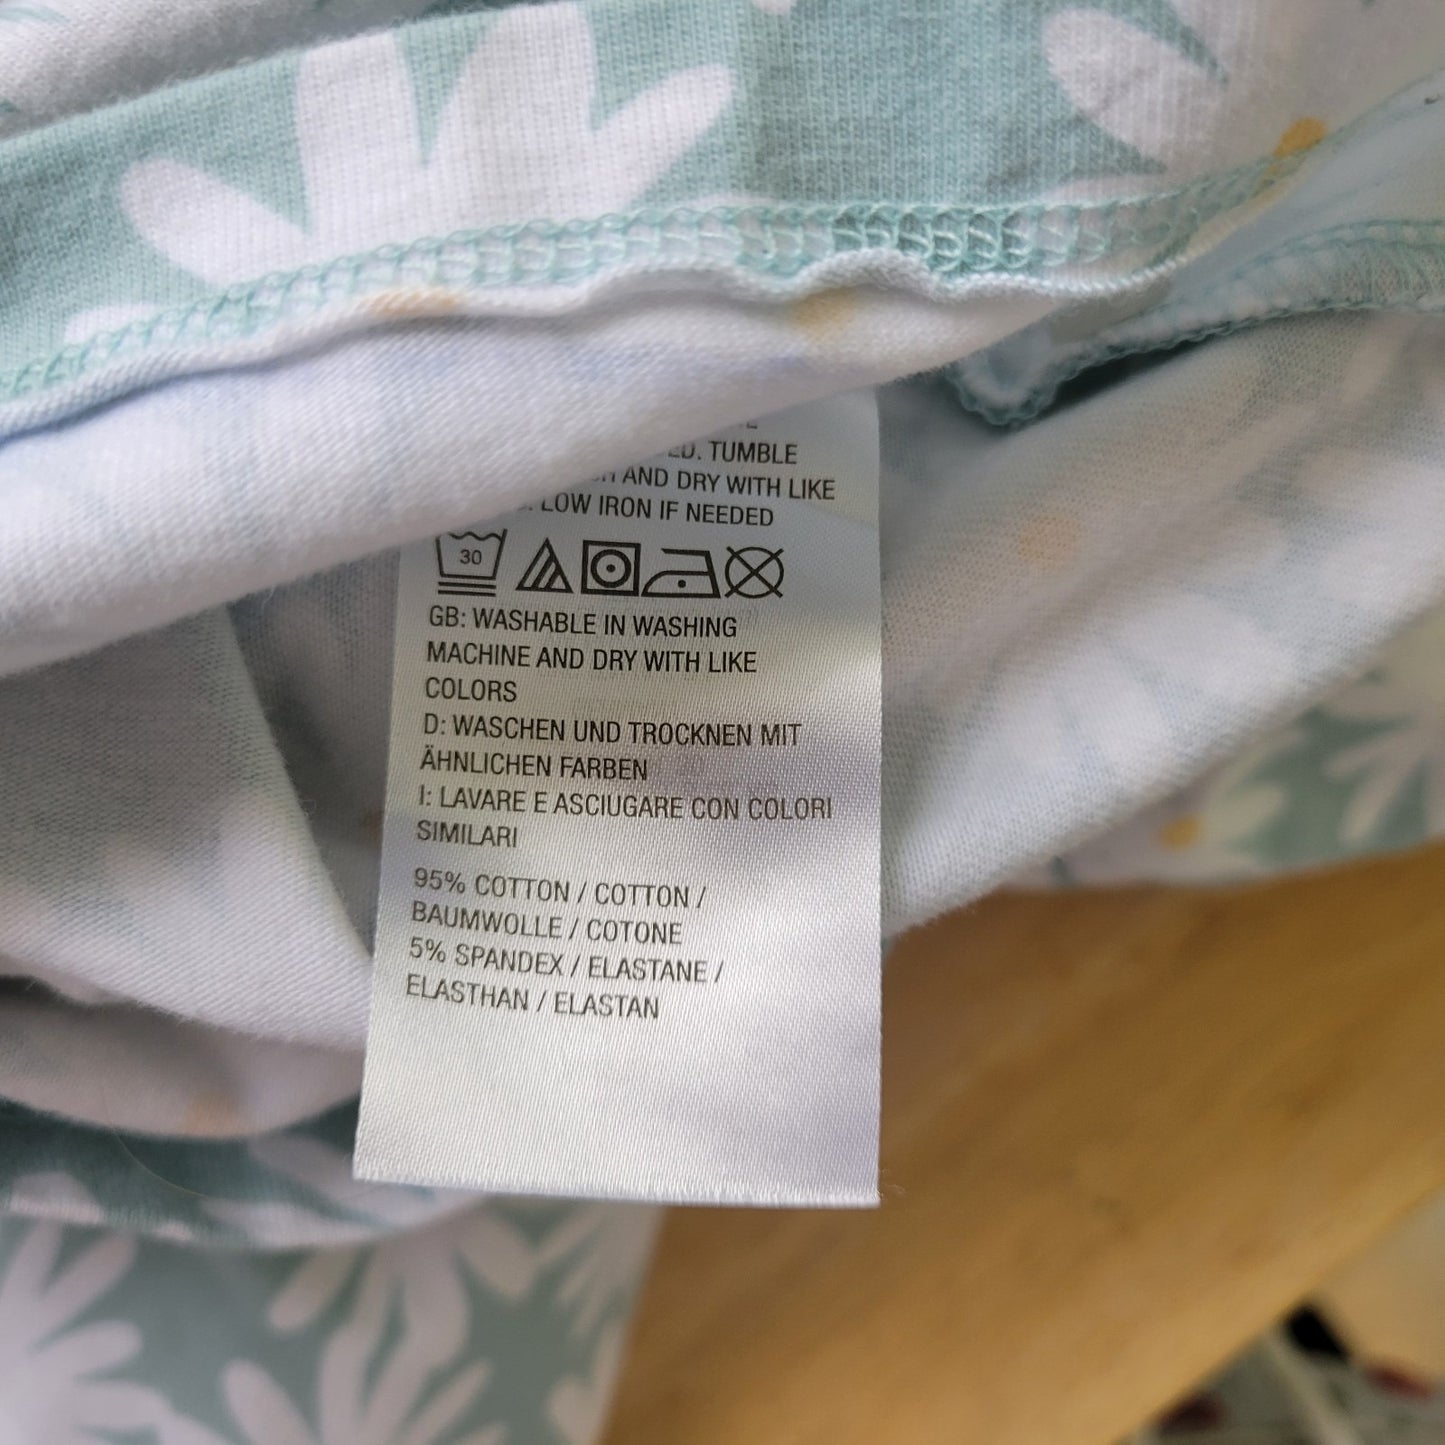 TUMBLE
AND DRY WITH LIKE
LOW IRON IF NEEDED
30
GB: WASHABLE IN WASHING
MACHINE AND DRY WITH LIKE
COLORS
D: WASCHEN UND TROCKNEN MIT
ÄHNLICHEN FARBEN
I: LAVARE E ASCIUGARE CON COLORI
SIMILARI
95% COTTON / COTTON /
BAUMWOLLE / COTONE
5% SPANDEX / ELASTANE /
ELASTHAN / ELASTAN